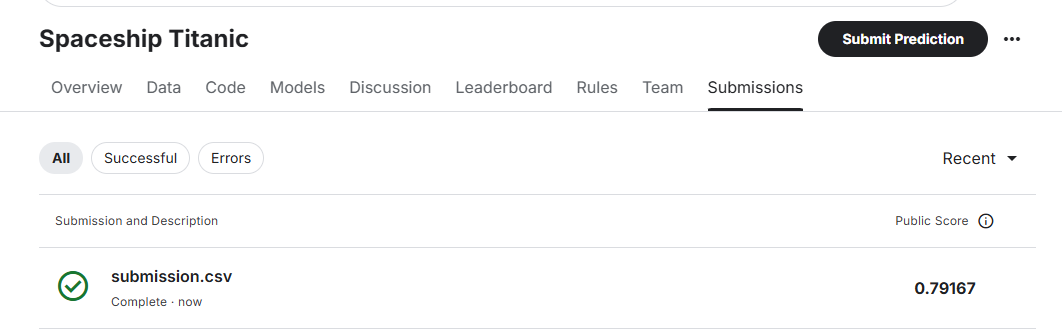 Spaceship Titanic
Submit Prediction
Overview Data Code Models Discussion Leaderboard Rules Team Submissions
All Successful Errors
Recent
Submission and Description Public Score
submission.csv
Complete · now
0.79167